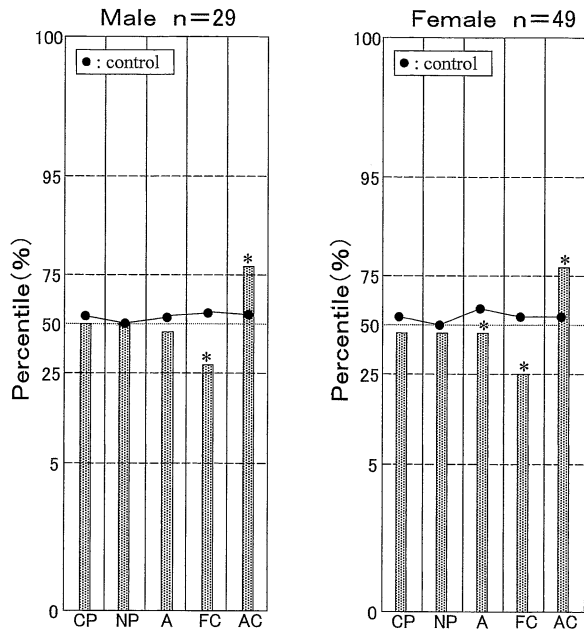 Male n=29
100
● : control
95
75
50
25
5
0
Percentile(%)
*
*
CP NP A FC AC
Female n=49
100
● : control
95
75
50
25
5
0
Percentile(%)
*
*
*
CP NP A FC AC